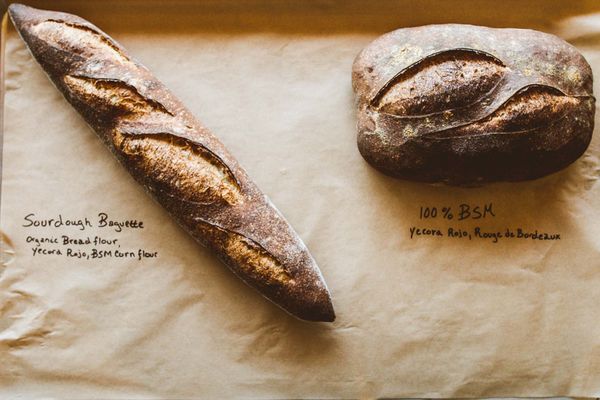 Sourdough Baguette
Organic Bread flour,
Yecora Rojo, BSM Corn flour
100% BSM
Yecora Rojo, Rouge de Bordeaux